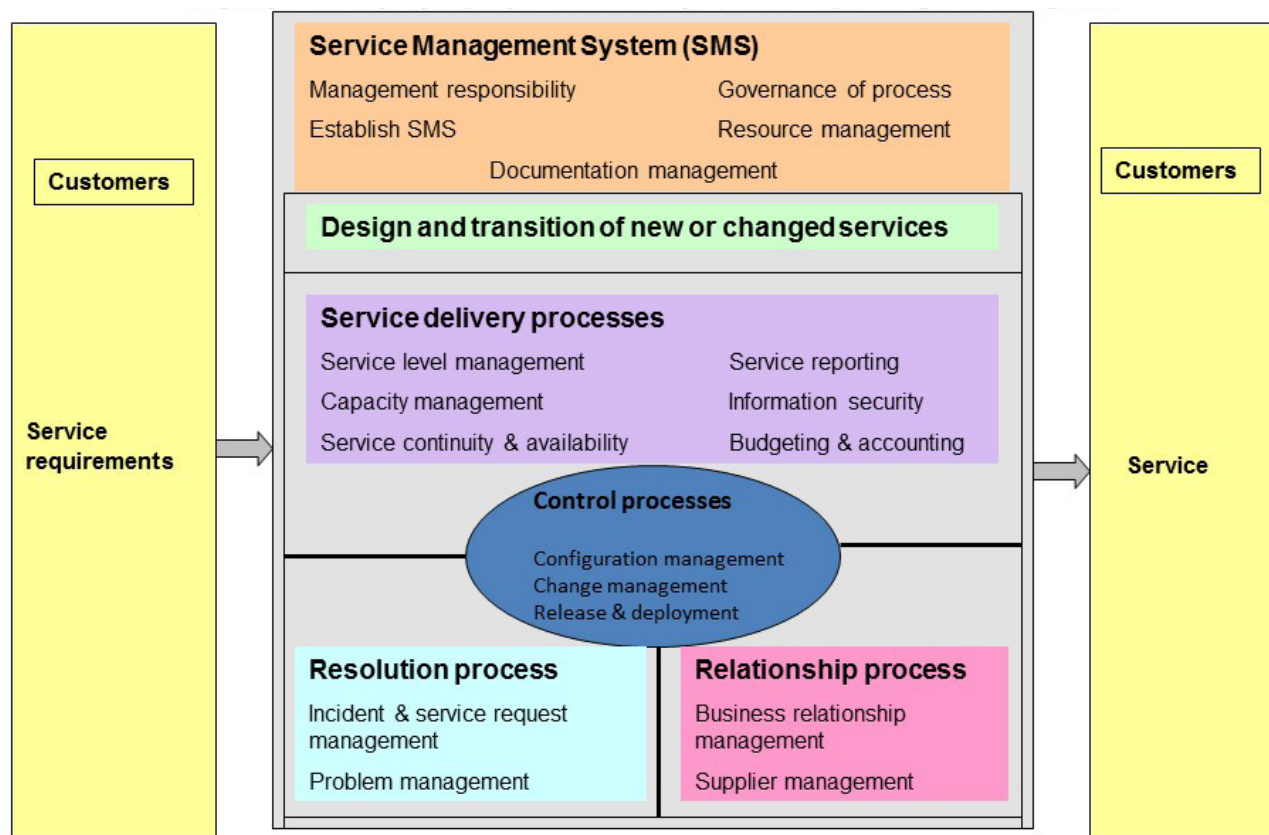 Customers
Service
requirements
Service Management System (SMS)
Management responsibility
Governance of process
Establish SMS
Resource management
Documentation management
Design and transition of new or changed services
Service delivery processes
Service level management
Service reporting
Capacity management
Information security
Service continuity & availability
Budgeting & accounting
Control processes
Configuration management
Change management
Release & deployment
Resolution process
Incident & service request
management
Problem management
Relationship process
Business relationship
management
Supplier management
Customers
Service